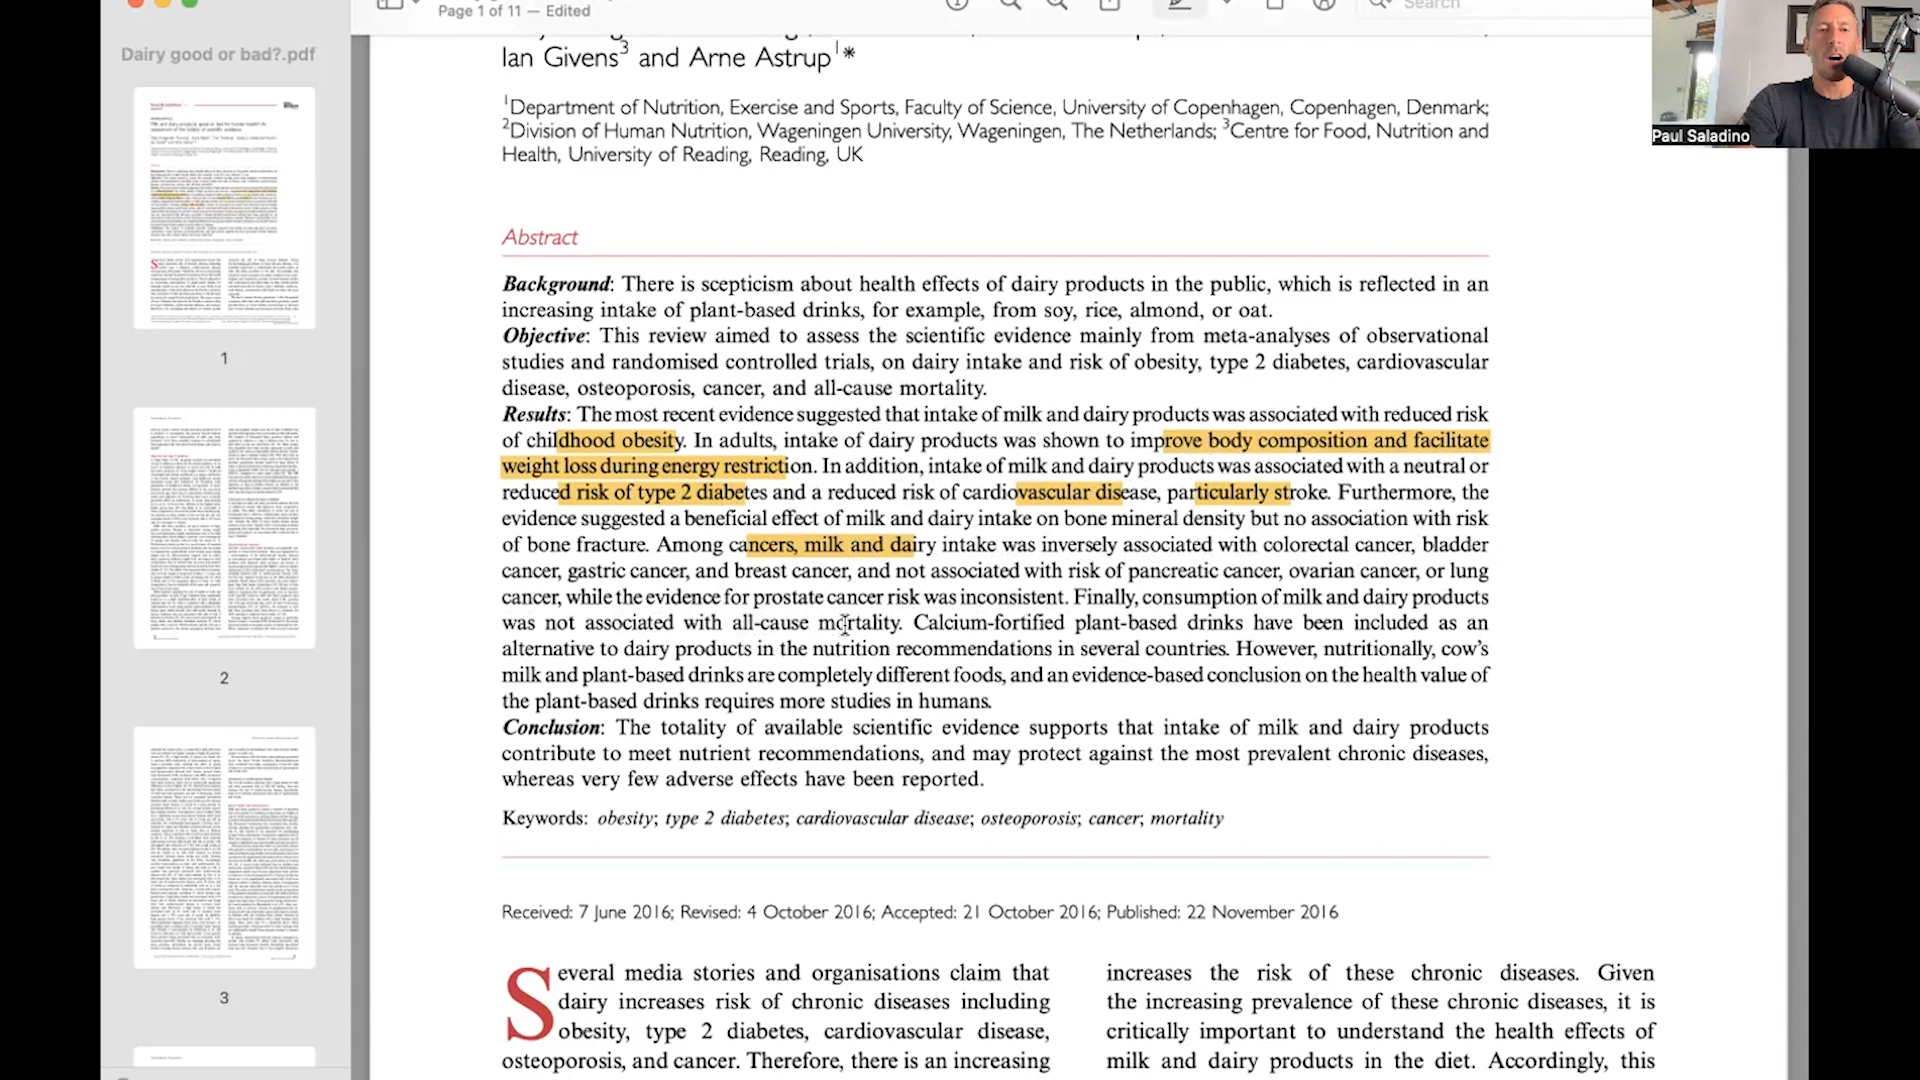 Page 1 of 11 — Edited
Search
Dairy good or bad?.pdf
Paul Saladino
Ian Givens3 and Arne Astrup1*
1Department of Nutrition, Exercise and Sports, Faculty of Science, University of Copenhagen, Copenhagen, Denmark;
2Division of Human Nutrition, Wageningen University, Wageningen, The Netherlands; 3Centre for Food, Nutrition and
Health, University of Reading, Reading, UK
Abstract
Background: There is scepticism about health effects of dairy products in the public, which is reflected in an
increasing intake of plant-based drinks, for example, from soy, rice, almond, or oat.
Objective: This review aimed to assess the scientific evidence mainly from meta-analyses of observational
studies and randomised controlled trials, on dairy intake and risk of obesity, type 2 diabetes, cardiovascular
disease, osteoporosis, cancer, and all-cause mortality.
Results: The most recent evidence suggested that intake of milk and dairy products was associated with reduced risk
of childhood obesity. In adults, intake of dairy products was shown to improve body composition and facilitate
weight loss during energy restriction. In addition, intake of milk and dairy products was associated with a neutral or
reduced risk of type 2 diabetes and a reduced risk of cardiovascular disease, particularly stroke. Furthermore, the
evidence suggested a beneficial effect of milk and dairy intake on bone mineral density but no association with risk
of bone fracture. Among cancers, milk and dairy intake was inversely associated with colorectal cancer, bladder
cancer, gastric cancer, and breast cancer, and not associated with risk of pancreatic cancer, ovarian cancer, or lung
cancer, while the evidence for prostate cancer risk was inconsistent. Finally, consumption of milk and dairy products
was not associated with all-cause mortality. Calcium-fortified plant-based drinks have been included as an
alternative to dairy products in the nutrition recommendations in several countries. However, nutritionally, cow's
milk and plant-based drinks are completely different foods, and an evidence-based conclusion on the health value of
the plant-based drinks requires more studies in humans.
Conclusion: The totality of available scientific evidence supports that intake of milk and dairy products
contribute to meet nutrient recommendations, and may protect against the most prevalent chronic diseases,
whereas very few adverse effects have been reported.
Keywords: obesity; type 2 diabetes; cardiovascular disease; osteoporosis; cancer; mortality
Received: 7 June 2016; Revised: 4 October 2016; Accepted: 21 October 2016; Published: 22 November 2016
Several media stories and organisations claim that
dairy increases risk of chronic diseases including
obesity, type 2 diabetes, cardiovascular disease,
osteoporosis, and cancer. Therefore, there is an increasing
increases the risk of these chronic diseases. Given
the increasing prevalence of these chronic diseases, it is
critically important to understand the health effects of
milk and dairy products in the diet. Accordingly, this
1
2
3